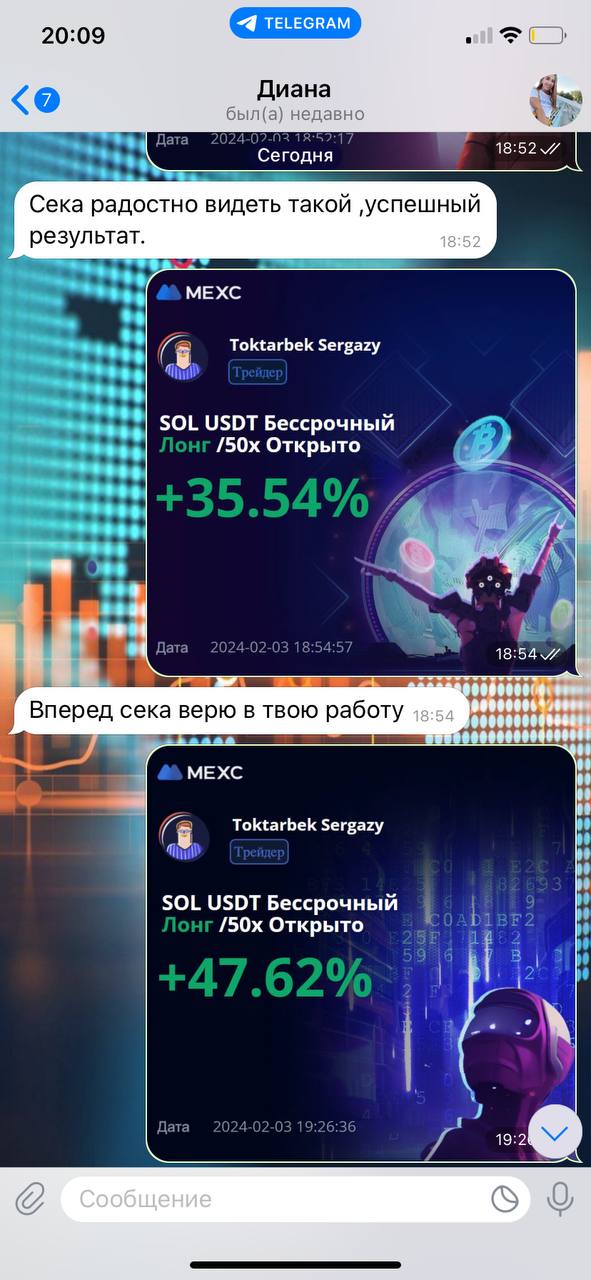 20:09
TELEGRAM
7
Диана
был(а) недавно
Дата 2024-02-03 18:52:17
18:52
Сегодня
Сека радостно видеть такой ,успешный
результат.
18:52
MEXC
Toktarbek Sergazy
Трейдер
SOL USDT Бессрочный
Лонг /50x Открыто
+35.54%
Дата 2024-02-03 18:54:57
18:54
Вперед сека верю в твою работу
18:54
MEXC
Toktarbek Sergazy
Трейдер
SOL USDT Бессрочный
Лонг /50x Открыто
+47.62%
Дата 2024-02-03 19:26:36
Сообщение